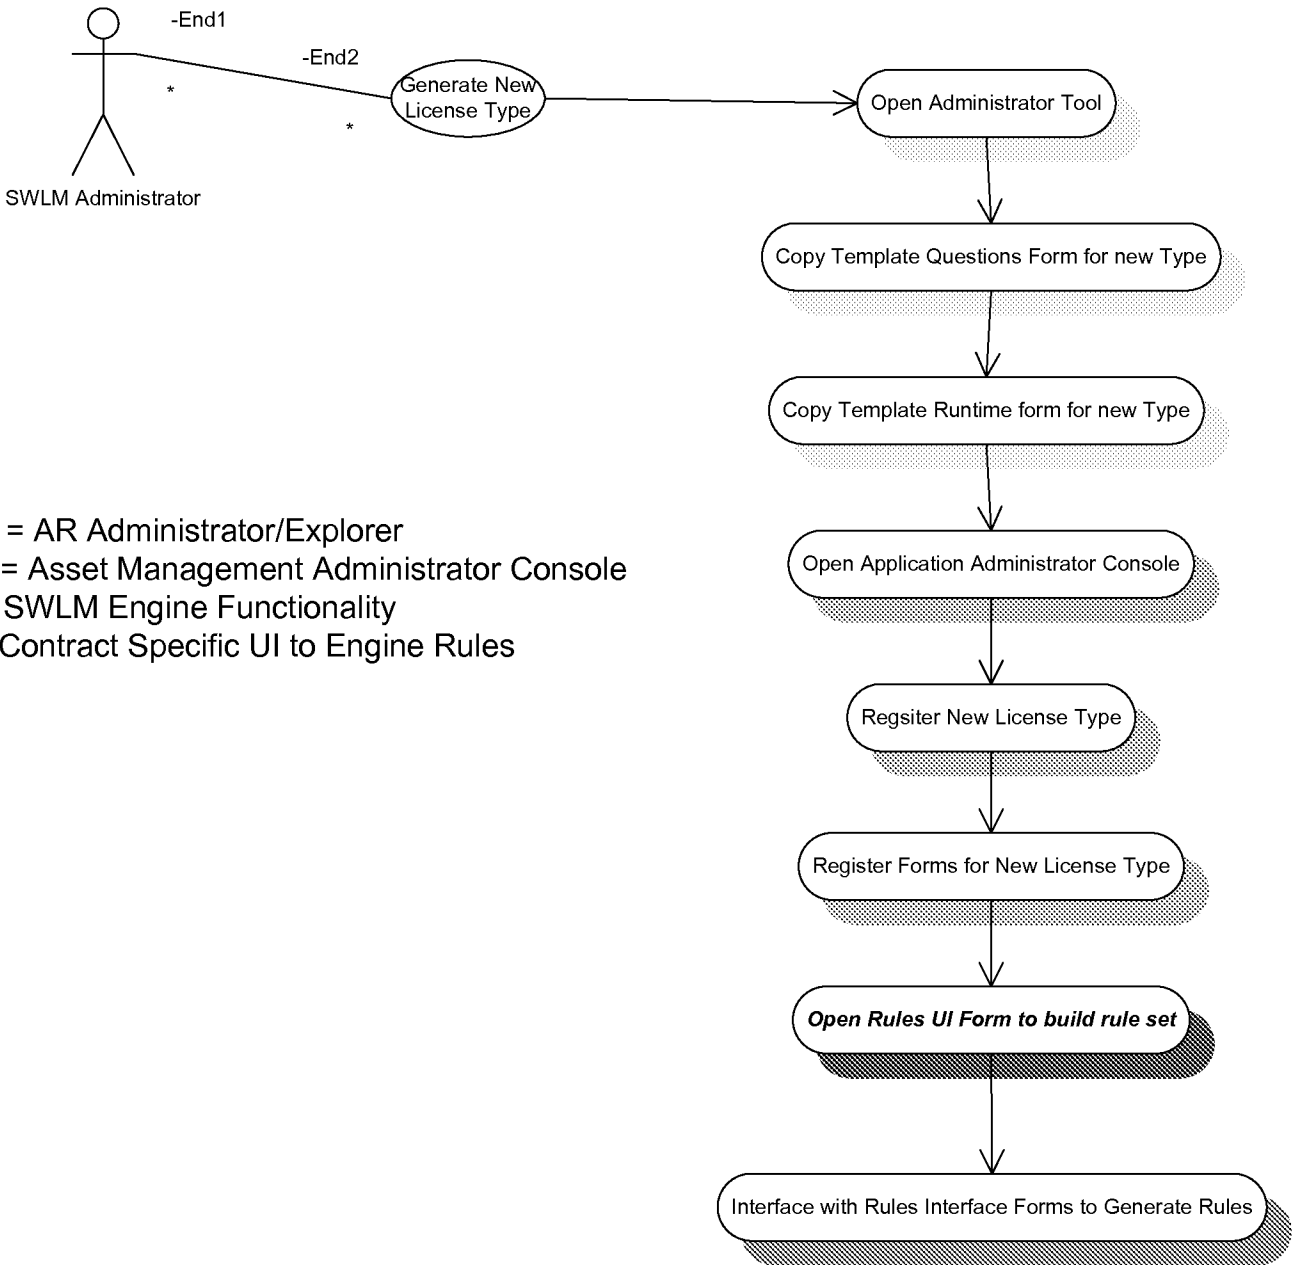 -End1
-End2
*
*
Generate New
License Type
Open Administrator Tool
SWLM Administrator
Copy Template Questions Form for new Type
Copy Template Runtime form for new Type
= AR Administrator/Explorer
= Asset Management Administrator Console
SWLM Engine Functionality
Contract Specific UI to Engine Rules
Open Application Administrator Console
Regsiter New License Type
Register Forms for New License Type
Open Rules UI Form to build rule set
Interface with Rules Interface Forms to Generate Rules